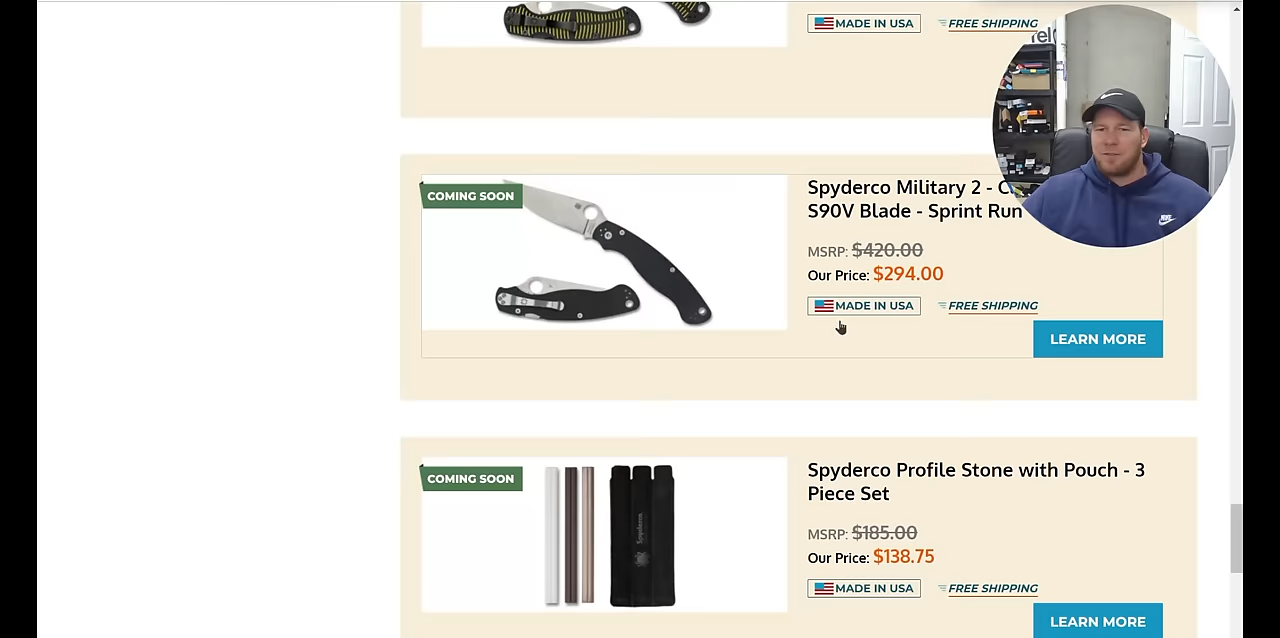 MADE IN USA
FREE SHIPPING
COMING SOON
Spyderco Military 2 -
S90V Blade - Sprint Run
MSRP: $420.00
Our Price: $294.00
MADE IN USA
FREE SHIPPING
LEARN MORE
COMING SOON
Spyderco Profile Stone with Pouch - 3
Piece Set
MSRP: $185.00
Our Price: $138.75
Spyderco
MADE IN USA
FREE SHIPPING
LEARN MORE